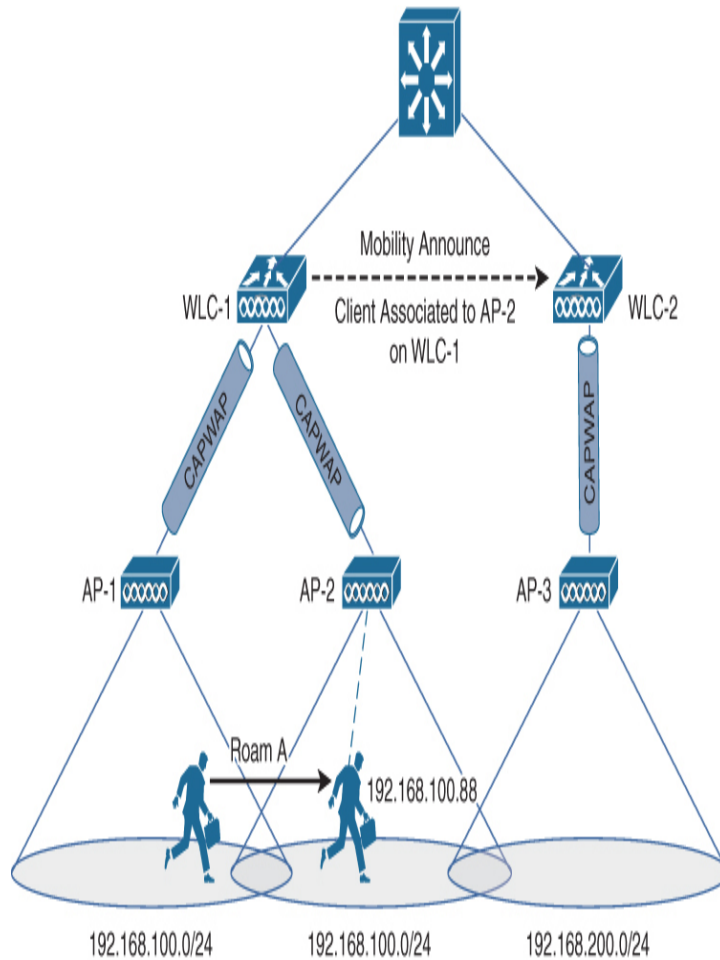 Mobility Announce
WLC-1
WLC-2
Client Associated to AP-2
on WLC-1
CAPWAP
CAPWAP
CAPWAP
AP-1
AP-2
AP-3
Roam A
192.168.100.88
192.168.100.0/24
192.168.100.0/24
192.168.200.0/24